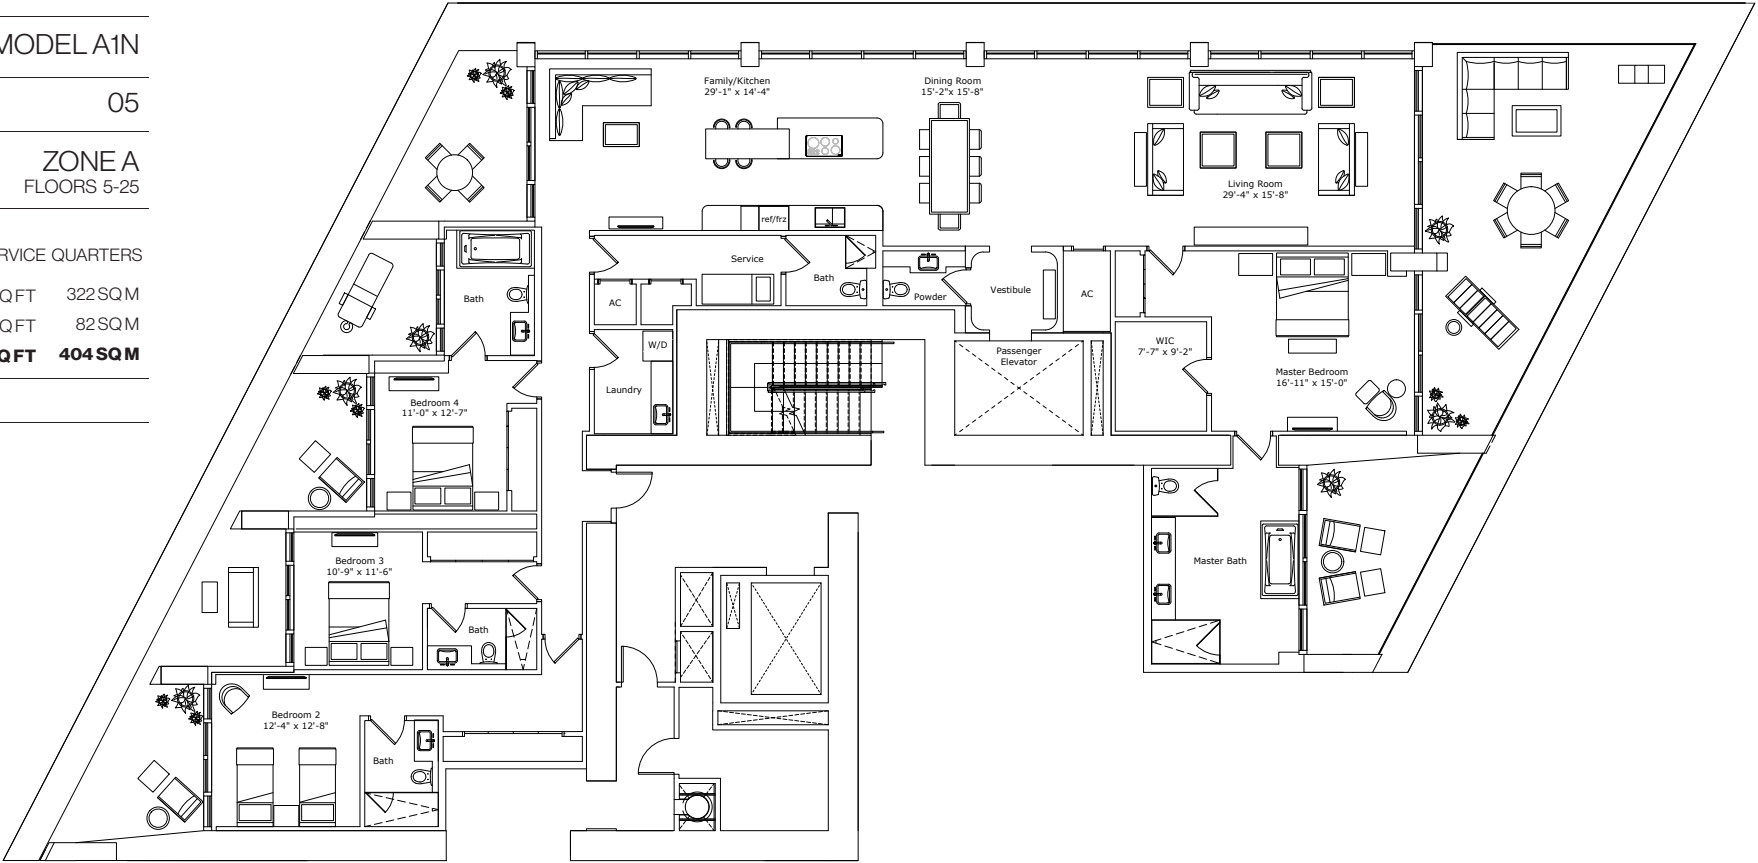 MODEL A1N
05
ZONE A
FLOORS 5-25
RVICE QUARTERS
QFT 322 SQ M
QFT 82 SQ M
QFT 404 SQ M
Family/Kitchen
29'-1" x 14'-4"
Dining Room
15'-2"x 15'-8"
Living Room
29'-4" x 15'-8"
ref/frz
Service
Bath
Powder
Vestibule
AC
AC
Bath
W/D
Laundry
Passenger
Elevator
WIC
7'-7" x 9'-2"
Master Bedroom
16'-11" x 15'-0"
Bedroom 4
11'-0" x 12'-7"
Bedroom 3
10'-9" x 11'-6"
Bath
Master Bath
Bedroom 2
12'-4" x 12'-8"
Bath